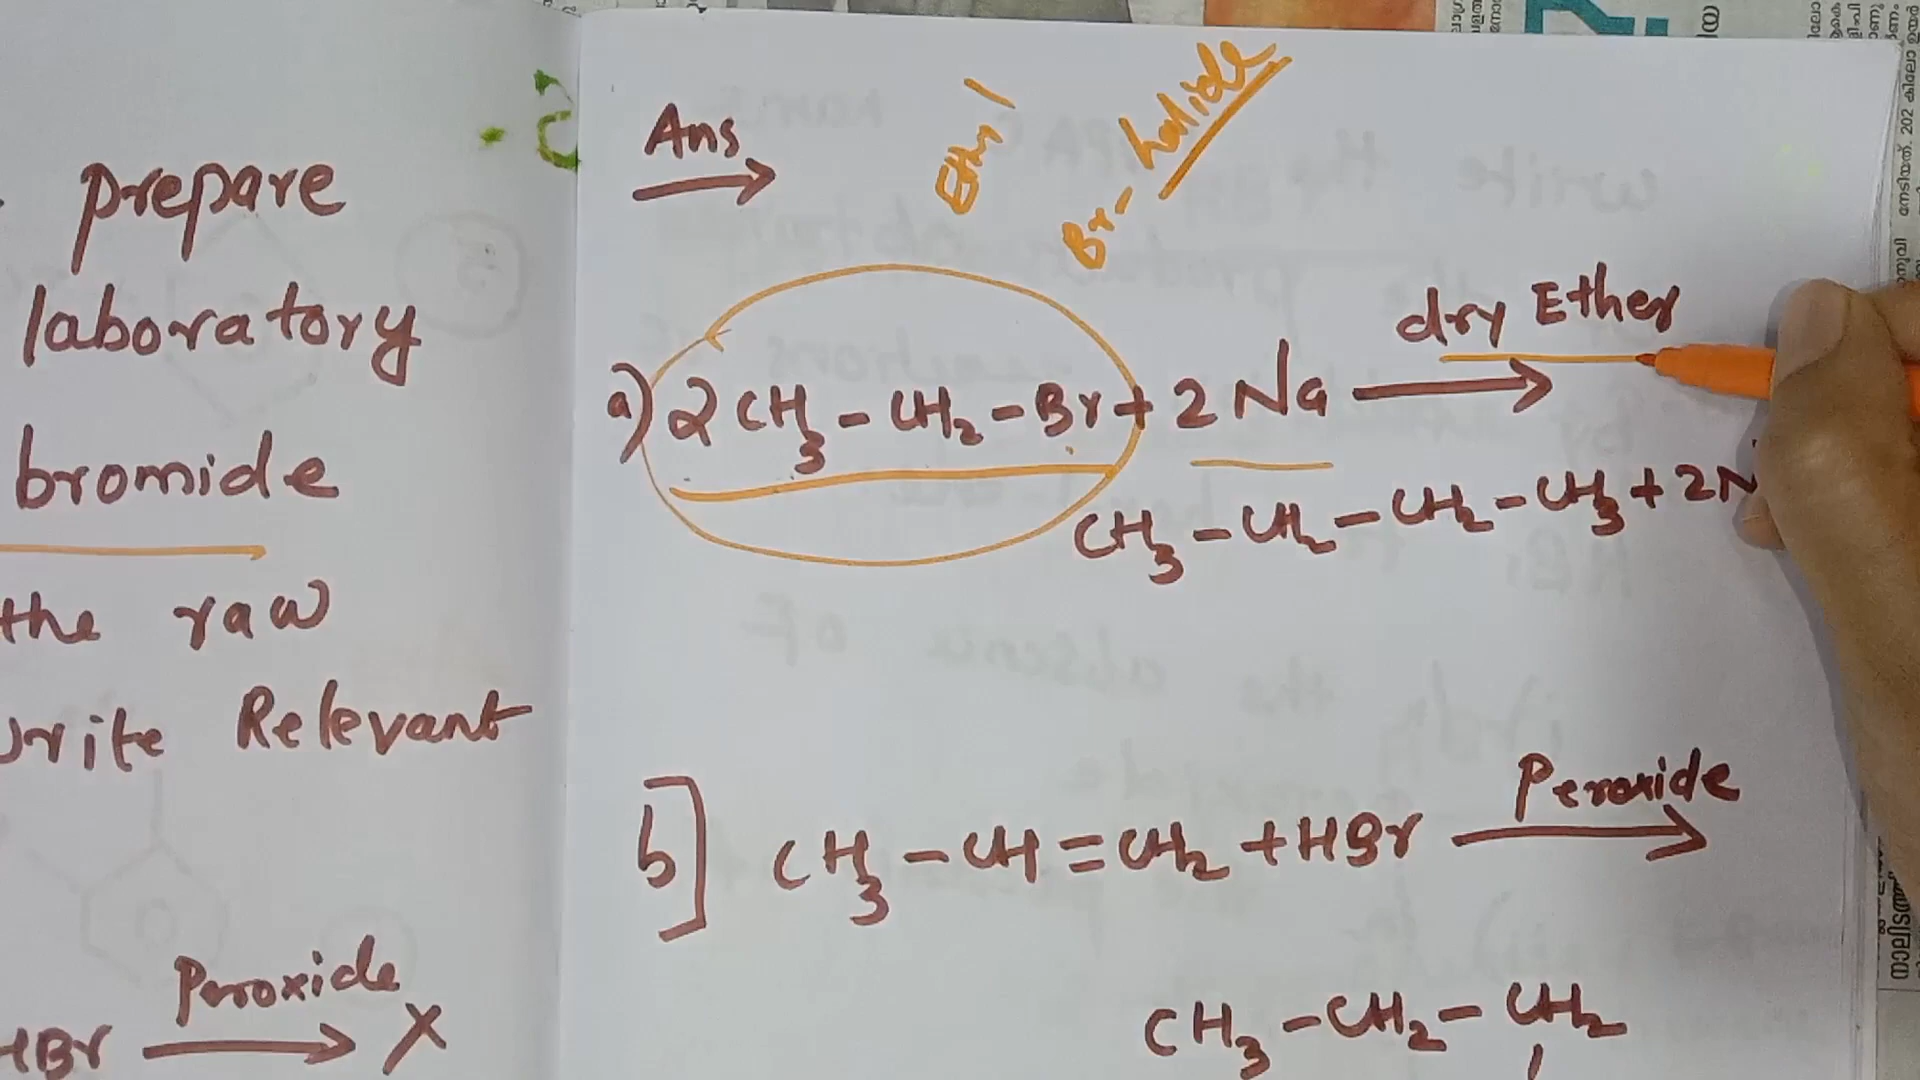 prepare
laboratory
bromide
the raw
write Relevant
HBr Peroxide ⟶ X
Ans ⟶
Ethyl
Br - halide
a) 2CH₃ - CH₂ - Br + 2Na dry Ether ⟶
CH₃ - CH₂ - CH₂ - CH₃ + 2N
b] CH₃ - CH = CH₂ + HBr Peroxide ⟶
CH₃ - CH₂ - CH₂